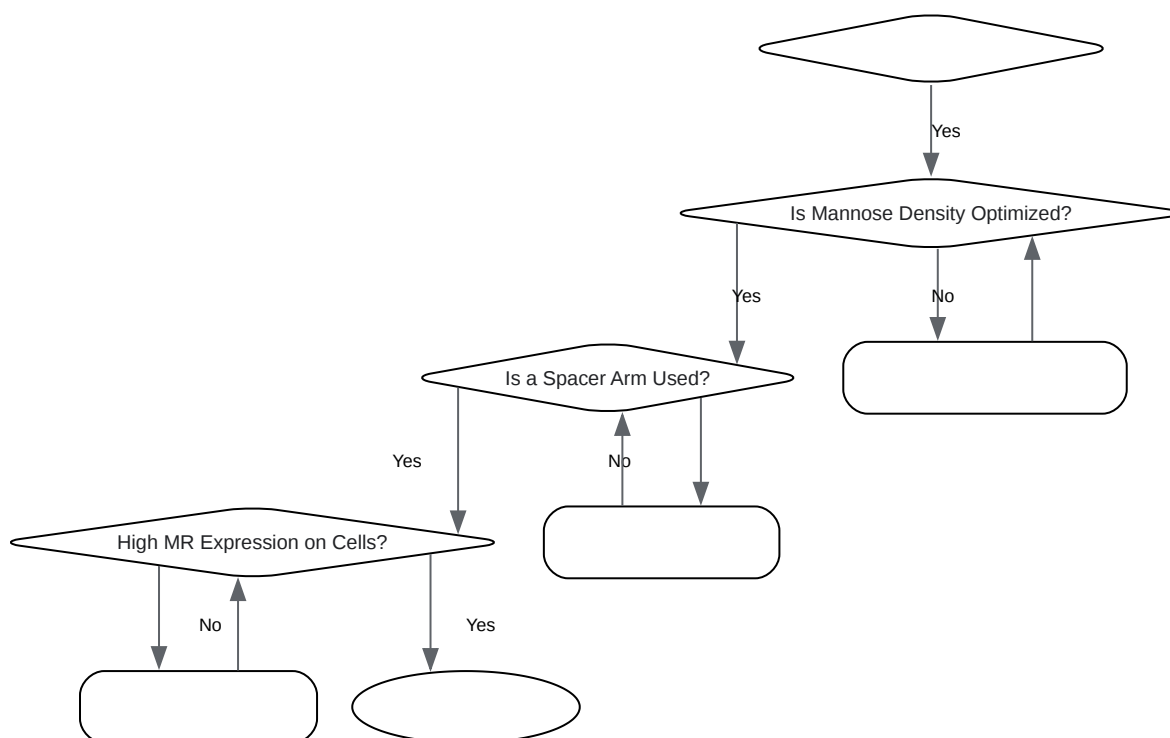 Yes
Is Mannose Density Optimized?
Yes
No
Is a Spacer Arm Used?
Yes
No
High MR Expression on Cells?
No
Yes